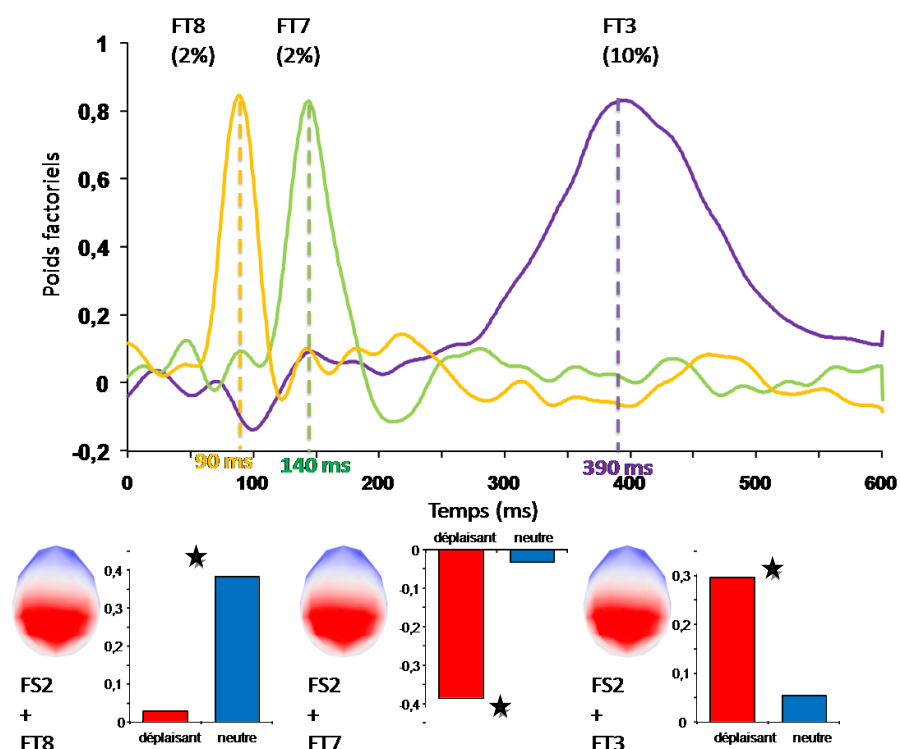 FT8
(2%)
FT7
(2%)
FT3
(10%)
1
0,8
0,6
0,4
0,2
0
-0,2
Poids factoriels
90 ms
140 ms
390 ms
0
100
200
300
400
500
600
Temps (ms)
0,4
0,3
0,2
0,1
0
déplaisant
neutre
FS2
+
FT8
déplaisant
neutre
0
-0,1
-0,2
-0,3
-0,4
FS2
+
FT7
0,3
0,2
0,1
0
déplaisant
neutre
FS2
+
FT3